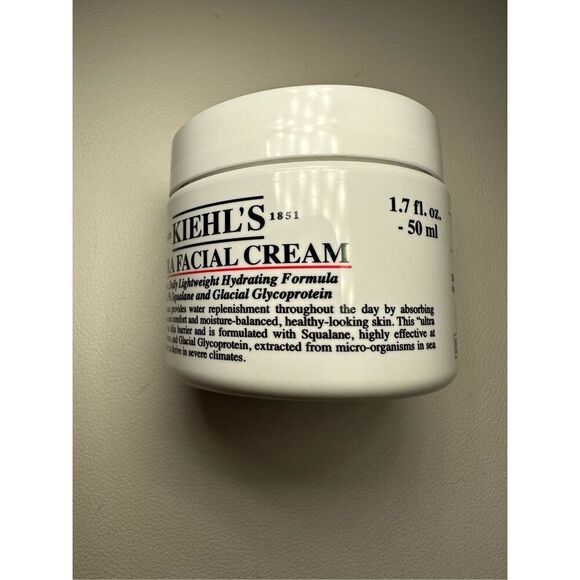 KIEHL'S 1851
1.7 fl. oz.
- 50 ml
FACIAL CREAM
Daily Lightweight Hydrating Formula
Squalane and Glacial Glycoprotein
provides water replenishment throughout the day by absorbing
comfort and moisture-balanced, healthy-looking skin. This "ultra
skin barrier and is formulated with Squalane, highly effective at
and Glacial Glycoprotein, extracted from micro-organisms in sea
in severe climates.